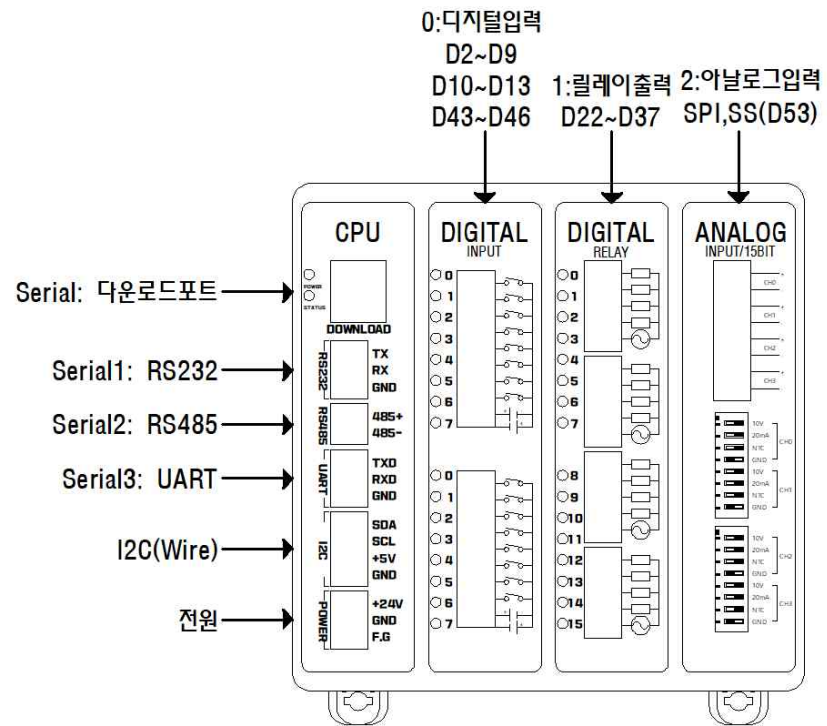 0:디지털입력
D2~D9
D10~D13
D43~D46
1:릴레이출력
D22~D37
2:아날로그입력
SPI,SS(D53)
Serial: 다운로드포트
Serial1: RS232
Serial2: RS485
Serial3: UART
I2C(Wire)
전원
CPU
POWER
STATUS
DOWNLOAD
RS232
TX
RX
GND
RS485
485+
485-
UART
TXD
RXD
GND
I2C
SDA
SCL
+5V
GND
POWER
+24V
GND
F.G
DIGITAL
INPUT
0
1
2
3
4
5
6
7
0
1
2
3
4
5
6
7
DIGITAL
RELAY
0
1
2
3
4
5
6
7
8
9
10
11
12
13
14
15
ANALOG
INPUT/15BIT
+
CH0
+
CH1
+
CH2
+
CH3
10V
20mA
NTC
GND
CH0
10V
20mA
NTC
GND
CH1
10V
20mA
NTC
GND
CH2
10V
20mA
NTC
GND
CH3